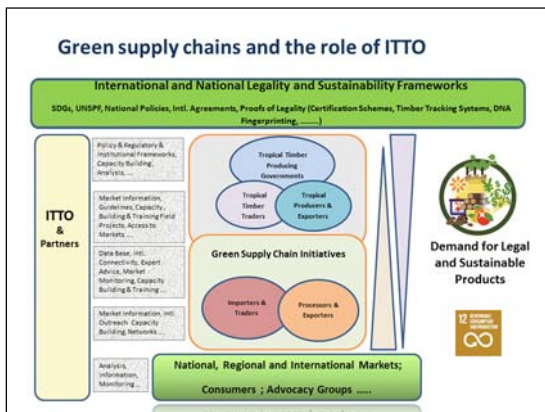 Green supply chains and the role of ITTO
International and National Legality and Sustainability Frameworks
SDGs, UNSPF, National Policies, Intl. Agreements, Proofs of Legality (Certification Schemes, Timber Tracking Systems, DNA
Fingerprinting, ........)
ITTO
&
Partners
Policy & Regulatory &
Institutional Frameworks,
Capacity Building,
Analysis, ...
Market Information,
Guidelines, Capacity,
Building & Training Field
Projects, Access to
Markets ...
Data Base, Intl.
Connectivity, Expert
Advice, Market
Monitoring, Capacity
Building & Training ...
Market Information, Intl.
Outreach Capacity
Building, Networks ...
Analysis,
Information,
Monitoring...
Tropical Timber
Producing
Governments
Tropical
Timber
Traders
Tropical
Producers &
Exporters
Green Supply Chain Initiatives
Importers &
Traders
Processors &
Exporters
National, Regional and International Markets;
Consumers ; Advocacy Groups .....
Demand for Legal
and Sustainable
Products
12 RESPONSIBLE
CONSUMPTION
AND PRODUCTION